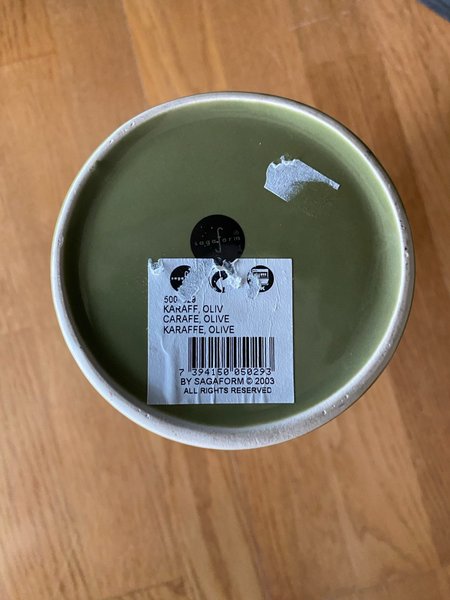 sagaform
KARAFF, OLIV
CARAFE, OLIVE
KARAFFE, OLIVE
7 394150 050293
BY SAGAFORM © 2003
ALL RIGHTS RESERVED